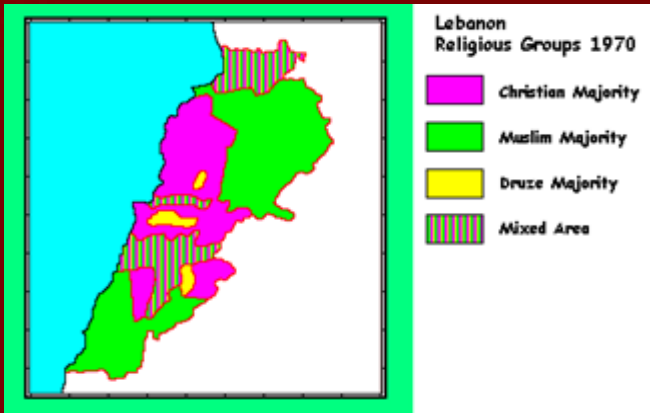 Lebanon
Religious Groups 1970
Christian Majority
Muslim Majority
Druze Majority
Mixed Area